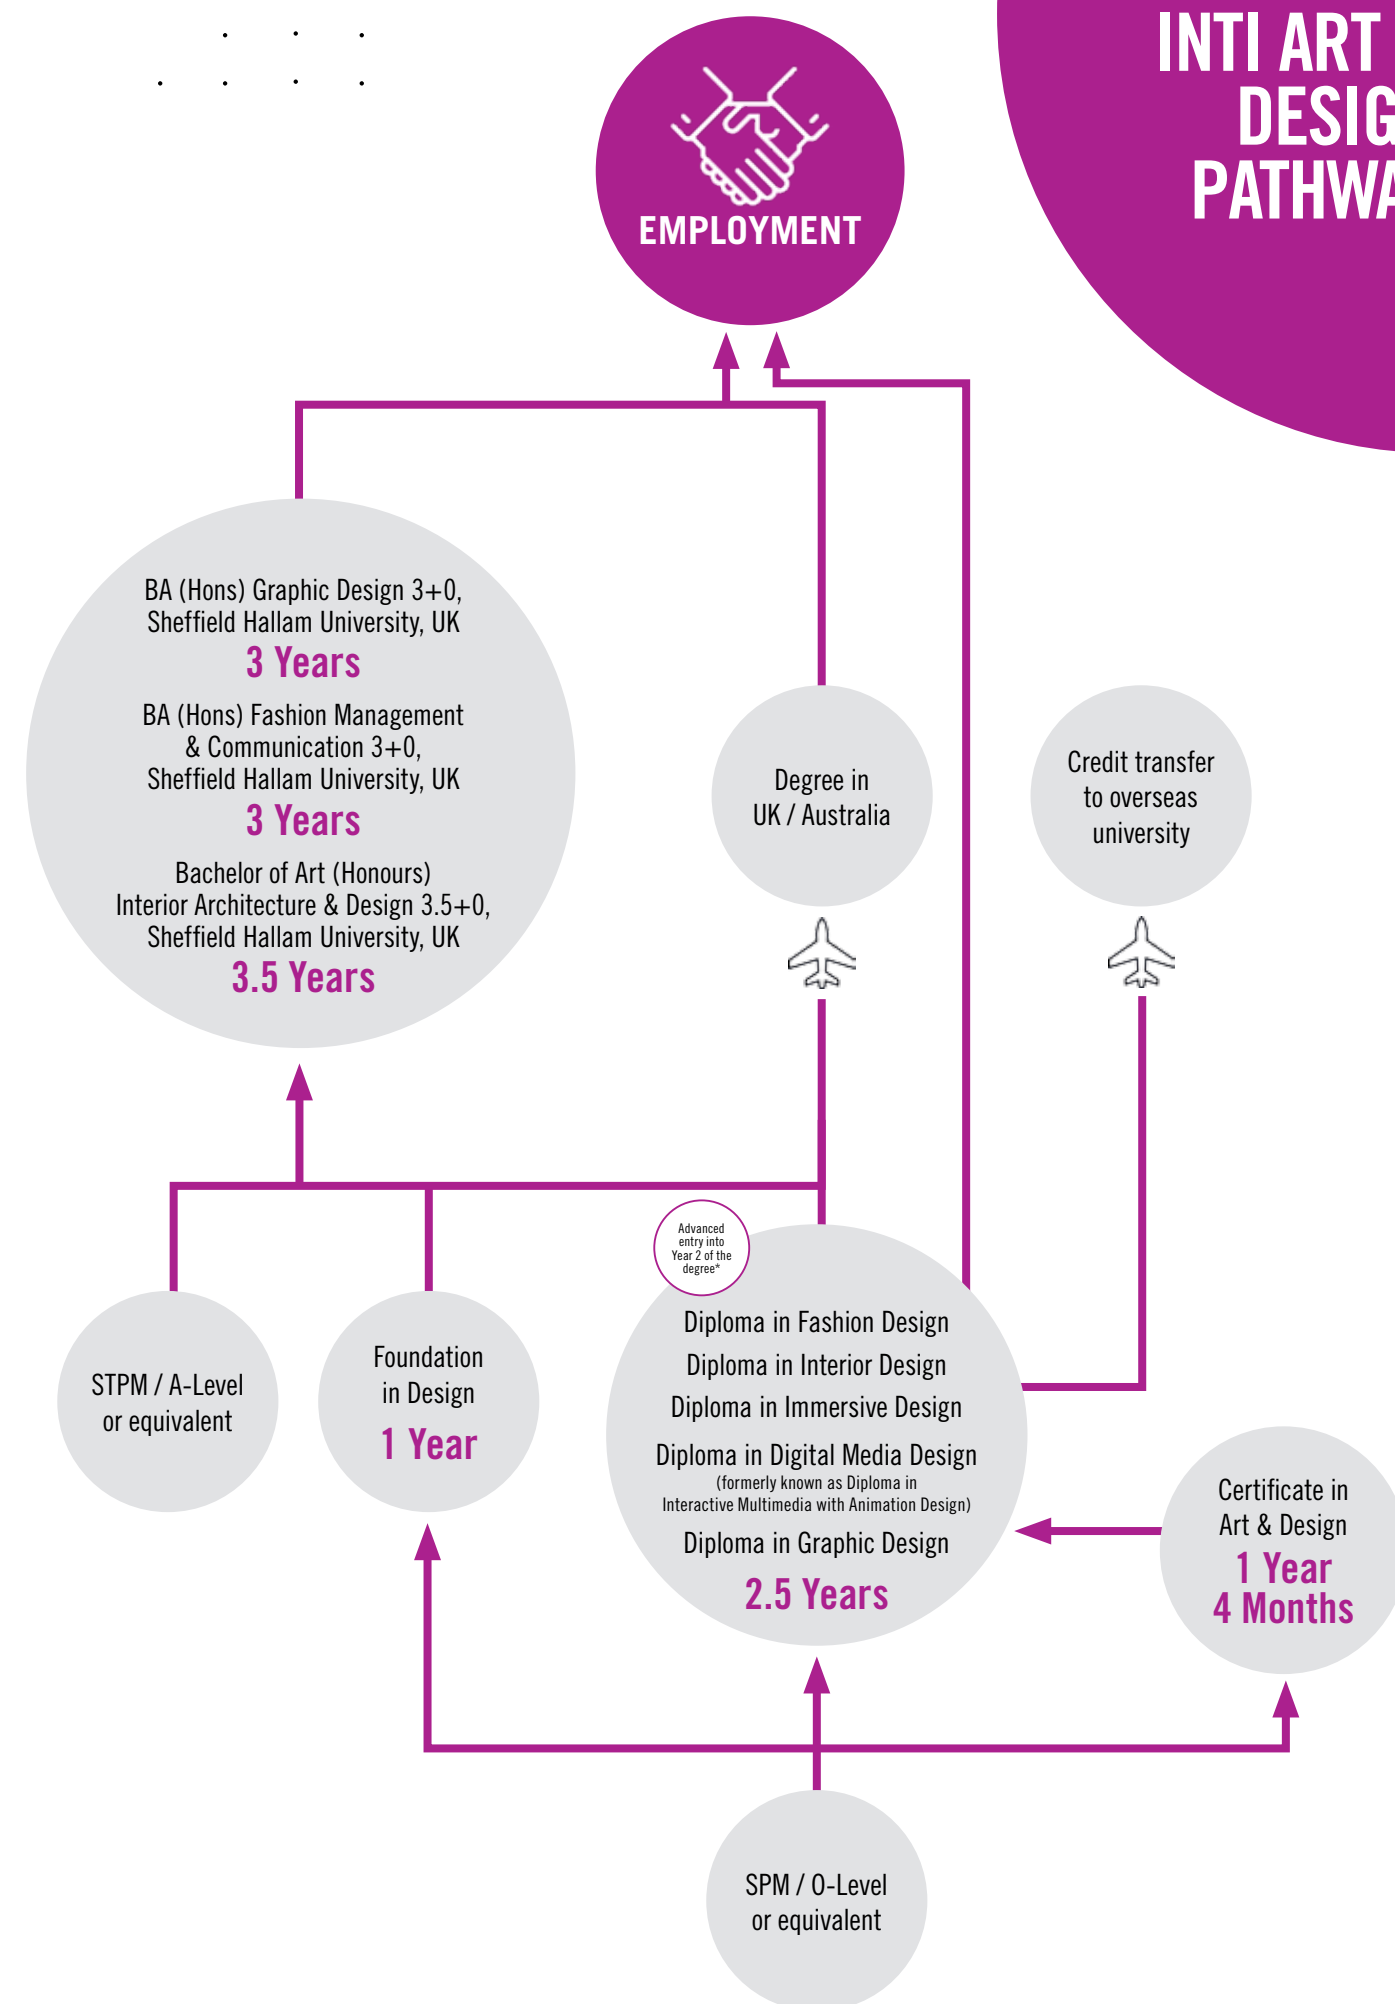 INTI ART
DESIG
PATHWA
EMPLOYMENT
BA (Hons) Graphic Design 3+0,
Sheffield Hallam University, UK
3 Years
BA (Hons) Fashion Management
& Communication 3+0,
Sheffield Hallam University, UK
3 Years
Bachelor of Art (Honours)
Interior Architecture & Design 3.5+0,
Sheffield Hallam University, UK
3.5 Years
Degree in
UK / Australia
Credit transfer
to overseas
university
Advanced
entry into
Year 2 of the
degree*
STPM / A-Level
or equivalent
Foundation
in Design
1 Year
Diploma in Fashion Design
Diploma in Interior Design
Diploma in Immersive Design
Diploma in Digital Media Design
(formerly known as Diploma in
Interactive Multimedia with Animation Design)
Diploma in Graphic Design
2.5 Years
Certificate in
Art & Design
1 Year
4 Months
SPM / O-Level
or equivalent